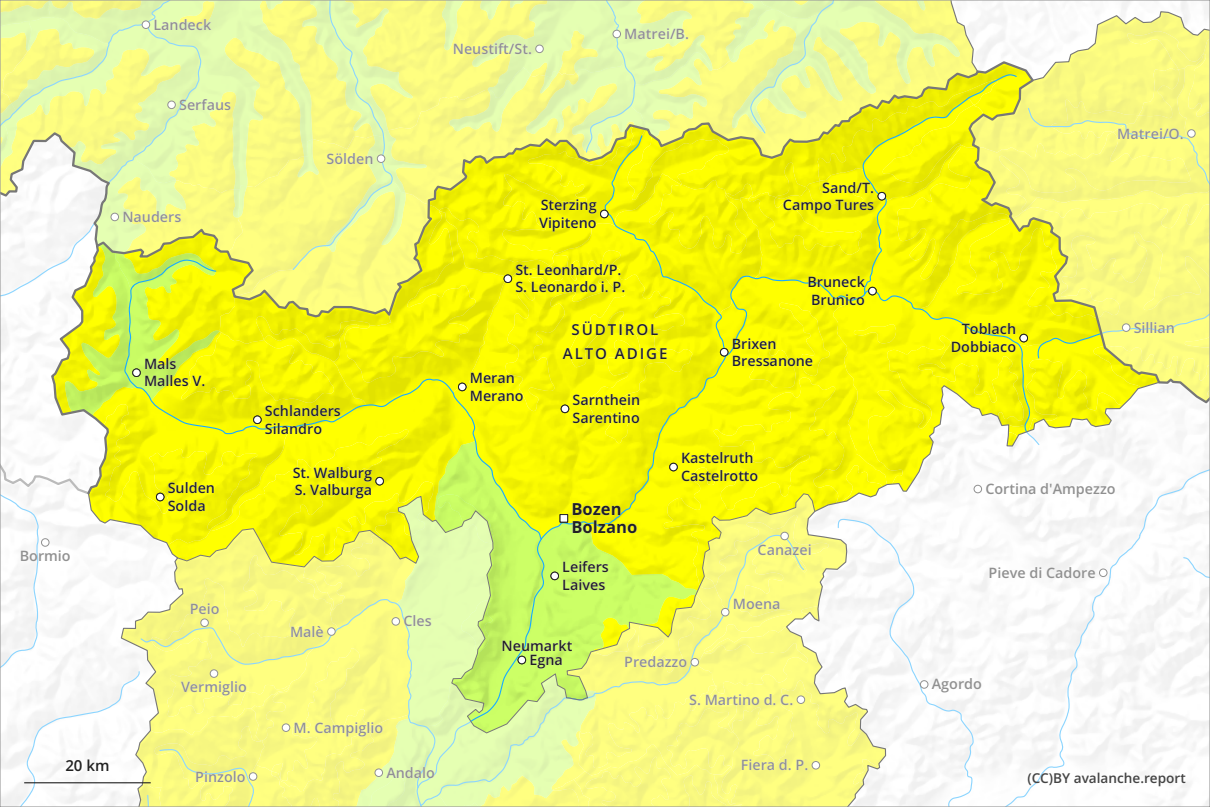 Landeck
Neustift/St.
Matrei/B.
Serfaus
Matrei/O.
Sölden
Nauders
Sand/T.
Campo Tures
Sterzing
Vipiteno
St. Leonhard/P.
S. Leonardo i. P.
Bruneck
Brunico
SÜDTIROL
ALTO ADIGE
Toblach
Dobbiaco
Sillian
Brixen
Bressanone
Mals
Malles V.
Meran
Merano
Sarnthein
Sarentino
Schlanders
Silandro
Kastelruth
Castelrotto
St. Walburg
S. Valburga
Sulden
Solda
Cortina d'Ampezzo
Bozen
Bolzano
Bormio
Canazei
Leifers
Laives
Pieve di Cadore
Peio
Moena
Cles
Malè
Neumarkt
Egna
Predazzo
Vermiglio
Agordo
S. Martino d. C.
M. Campiglio
Fiera d. P.
20 km
Pinzolo
Andalo
(CC)BY avalanche.report